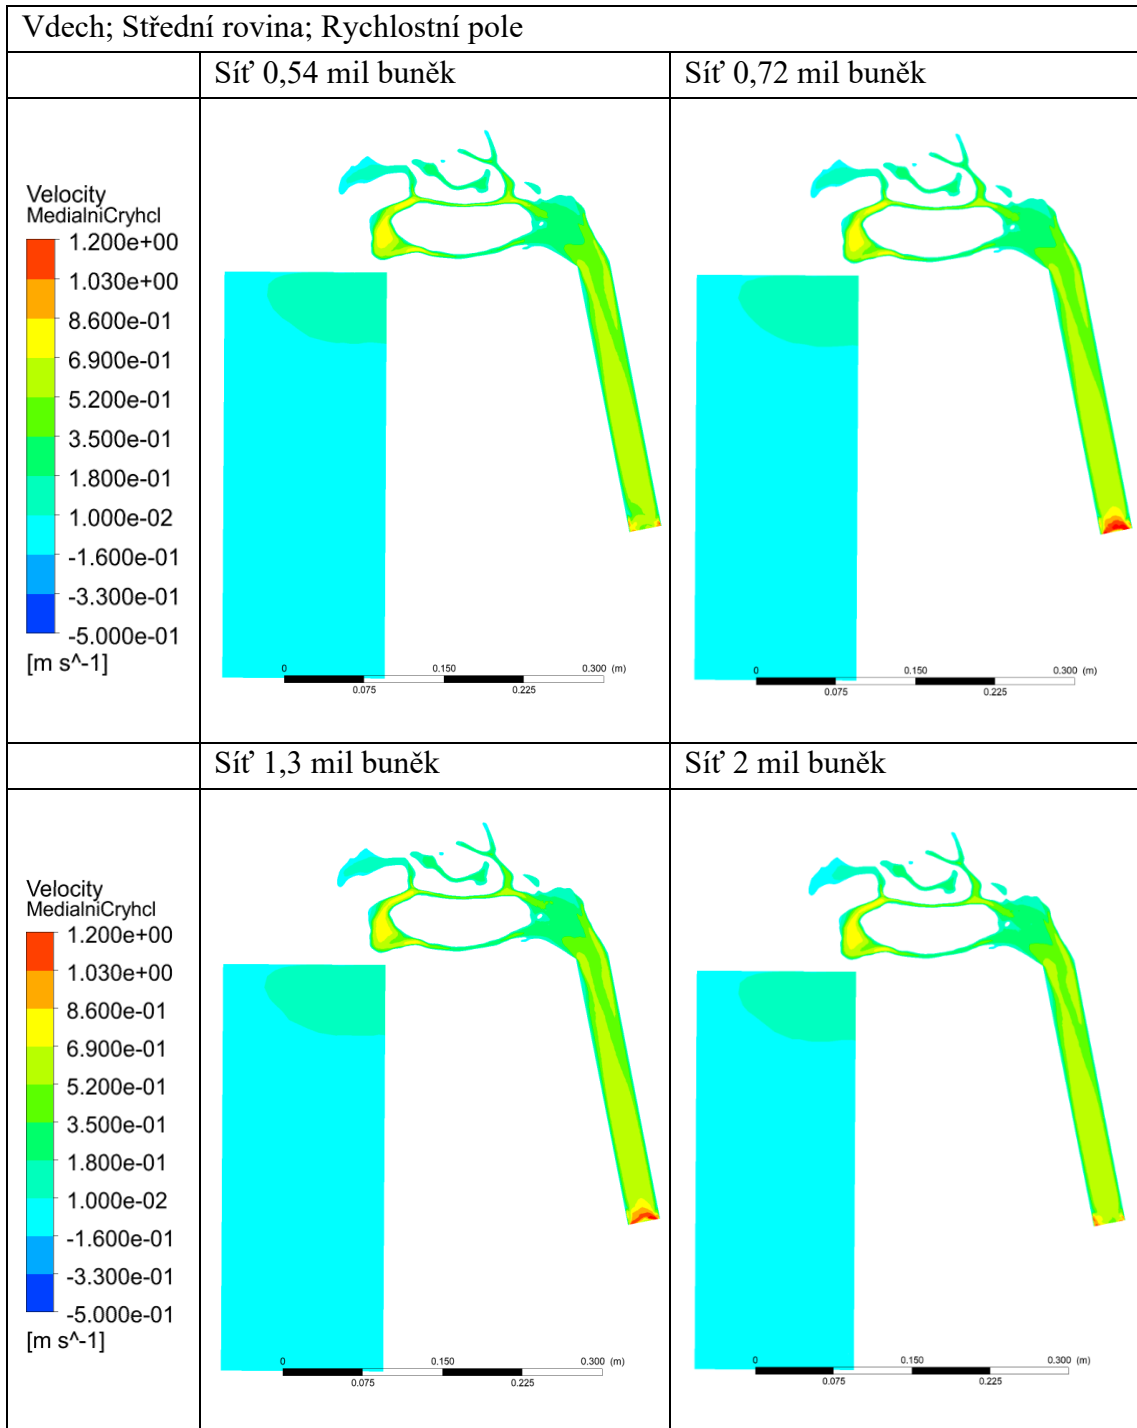 Vdech; Střední rovina; Rychlostní pole
Síť 0,54 mil buněk
Síť 0,72 mil buněk
Velocity
MedialniCryhcl
1.200e+00
1.030e+00
8.600e-01
6.900e-01
5.200e-01
3.500e-01
1.800e-01
1.000e-02
-1.600e-01
-3.300e-01
-5.000e-01
[m s^-1]
0 0.150 0.300 (m)
0.075 0.225
0 0.150 0.300 (m)
0.075 0.225
Síť 1,3 mil buněk
Síť 2 mil buněk
Velocity
MedialniCryhcl
1.200e+00
1.030e+00
8.600e-01
6.900e-01
5.200e-01
3.500e-01
1.800e-01
1.000e-02
-1.600e-01
-3.300e-01
-5.000e-01
[m s^-1]
0 0.150 0.300 (m)
0.075 0.225
0 0.150 0.300 (m)
0.075 0.225